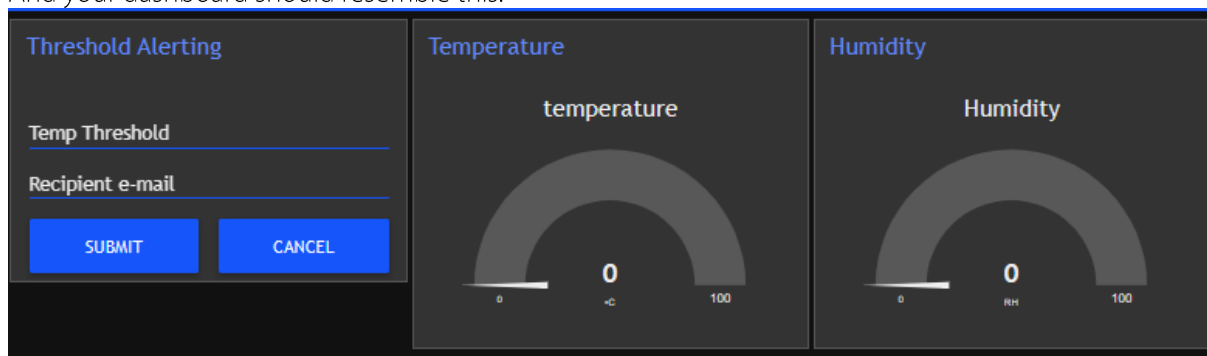 And your dashboard should resemble this:
Threshold Alerting
Temp Threshold
Recipient e-mail
SUBMIT
CANCEL
Temperature
temperature
0
0
°C
100
Humidity
Humidity
0
0
RH
100